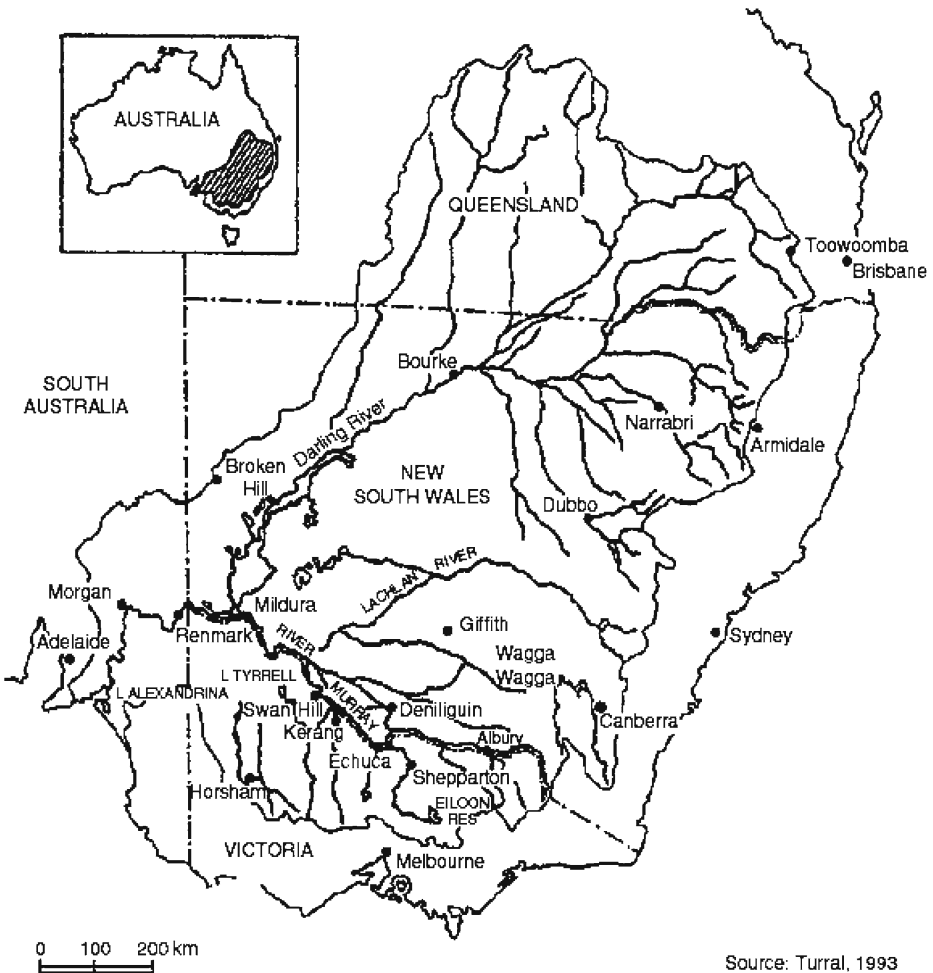 AUSTRALIA
QUEENSLAND
Toowoomba
Brisbane
Bourke
SOUTH
AUSTRALIA
Darling River
Narrabri
Armidale
Broken
Hill
NEW
SOUTH WALES
Dubbo
LACHLAN RIVER
Morgan
Mildura
Renmark
RIVER
Giffith
Sydney
Adelaide
Wagga
Wagga
L TYRRELL
L ALEXANDRINA
MURRAY
Swan Hill
Deniliguin
Canberra
Kerang
Albury
Echuca
Shepparton
Horsham
EILOON
RES
VICTORIA
Melbourne
0 100 200 km
Source: Turral, 1993